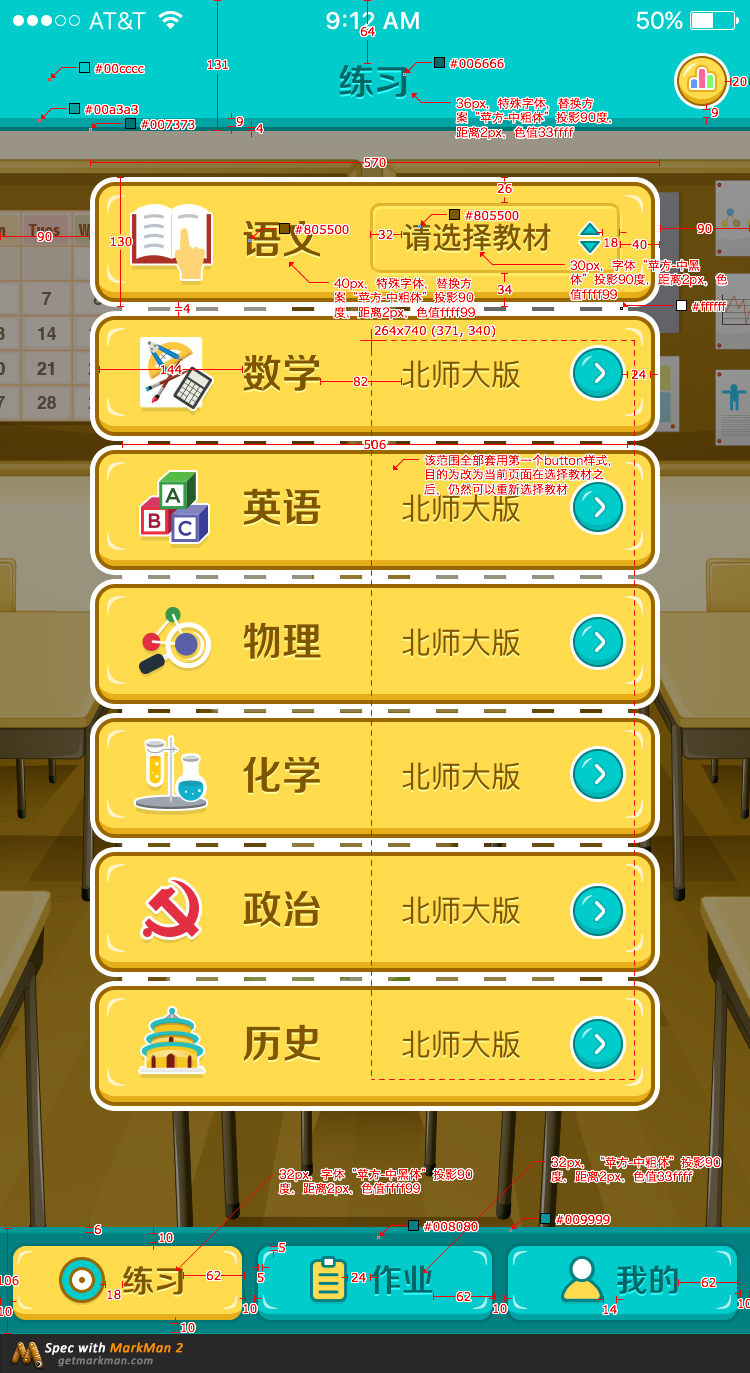 AT&T 9:12 AM 50%
64
131
#00cccc
#006666
练习
20
#00a3a3
36px，特殊字体，替换方
案“苹方-中粗体”投影90度，
距离2px，色值33ffff
#007373
9
9
4
570
26
90
130
语文
#805500
32
#805500
请选择教材
18
40
90
Tues
W
7
14
21
28
34
40px，特殊字体，替换方
案“苹方-中粗体”投影90
度，距离2px，色值ffff99
30px，字体“苹方-中黑
体”投影90度，距离2px，色
值ffff99
#ffffff
4
264x740 (371, 340)
144
数学
82
北师大版
24
506
该范围全部套用第一个button样式，
目的为改为当前页面在选择教材之
后，仍然可以重新选择教材
A
B
C
英语
北师大版
物理
北师大版
化学
北师大版
政治
北师大版
历史
北师大版
32px，字体“苹方-中黑体”投影90
度，距离2px，色值ffff99
32px，“苹方-中粗体”投影90
度，距离2px，色值33ffff
#008080
#009999
6
10
5
106
5
18
练习
62
24
作业
62
我的
62
14
10
10
10
10
10
Spec with MarkMan 2
getmarkman.com